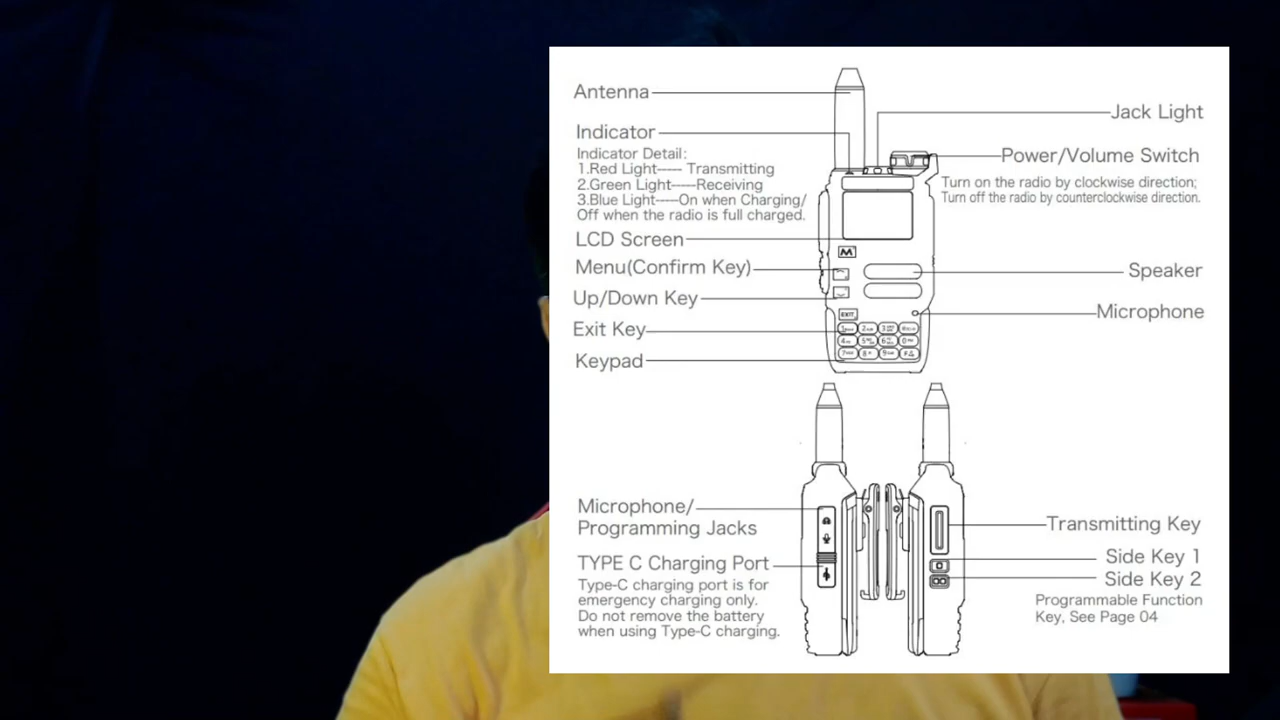 Antenna
Jack Light
Indicator
Indicator Detail:
1.Red Light----- Transmitting
2.Green Light-----Receiving
3.Blue Light-----On when Charging/
Off when the radio is full charged.
Power/Volume Switch
Turn on the radio by clockwise direction;
Turn off the radio by counterclockwise direction.
LCD Screen
Menu(Confirm Key)
Up/Down Key
Exit Key
Keypad
M
EXIT
Speaker
Microphone
Microphone/
Programming Jacks
TYPE C Charging Port
Type-C charging port is for
emergency charging only.
Do not remove the battery
when using Type-C charging.
Transmitting Key
Side Key 1
Side Key 2
Programmable Function
Key, See Page 04